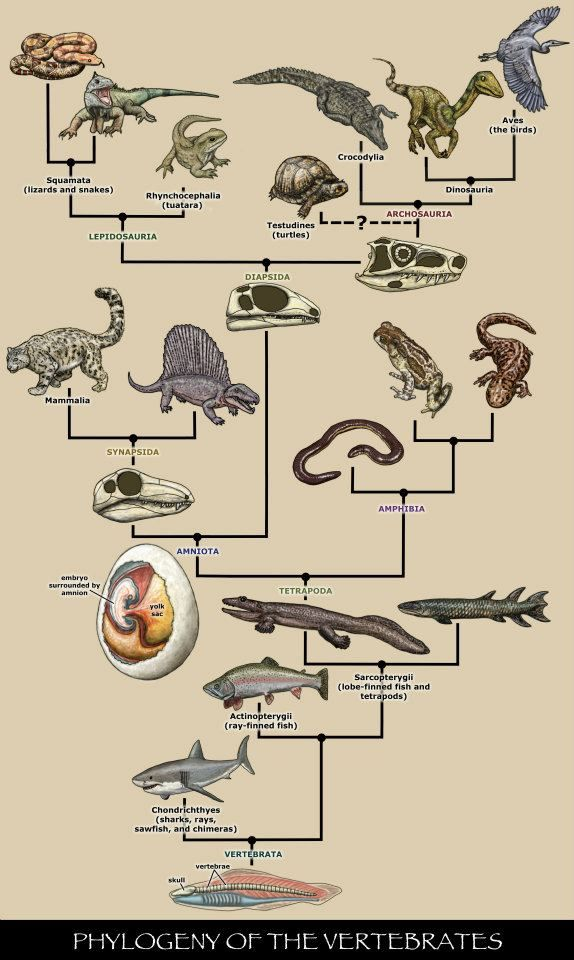 Aves
(the birds)
Crocodylia
Squamata
(lizards and snakes)
Rhynchocephalia
(tuatara)
Dinosauria
Testudines
(turtles)
?
ARCHOSAURIA
LEPIDOSAURIA
DIAPSIDA
Mammalia
SYNAPSIDA
AMPHIBIA
AMNIOTA
embryo
surrounded by
amnion
yolk
sac
TETRAPODA
Sarcopterygii
(lobe-finned fish and
tetrapods)
Actinopterygii
(ray-finned fish)
Chondrichthyes
(sharks, rays,
sawfish, and chimeras)
VERTEBRATA
vertebrae
skull
PHYLOGENY OF THE VERTEBRATES